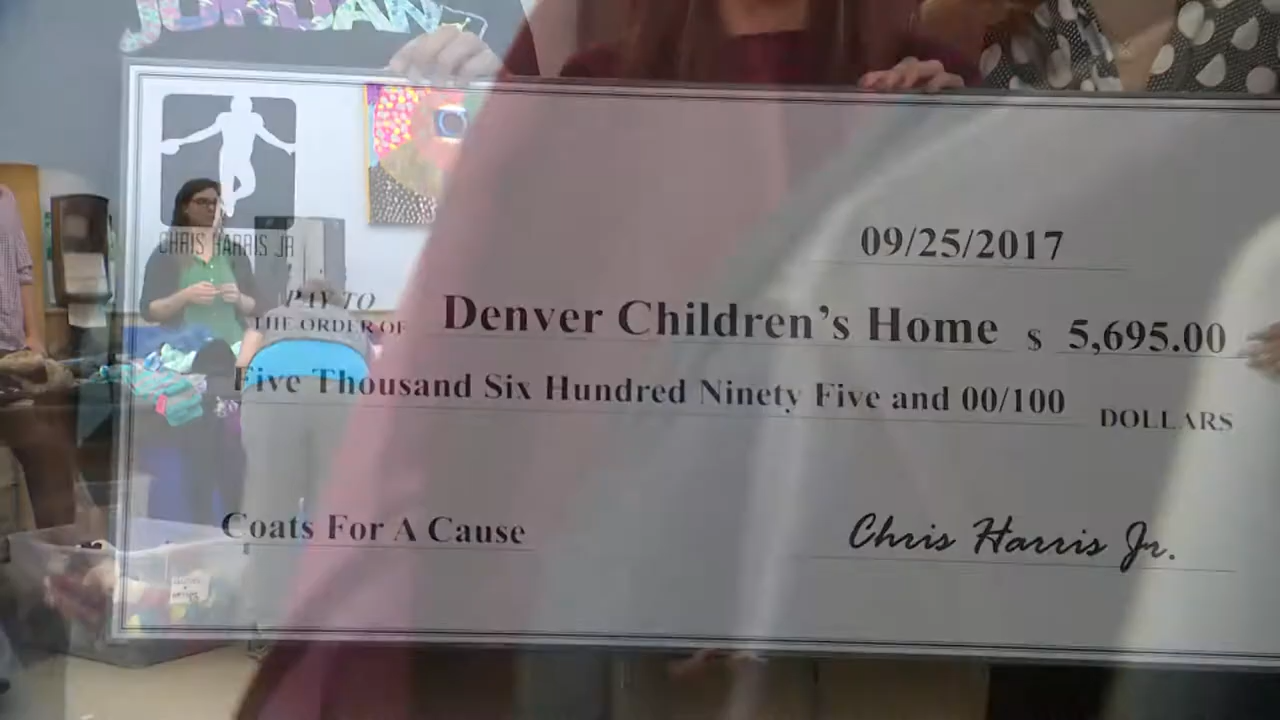 JORDAN
CHRIS HARRIS JR
09/25/2017
PAY TO
THE ORDER OF Denver Children's Home $ 5,695.00
Five Thousand Six Hundred Ninety Five and 00/100 DOLLARS
Coats For A Cause Chris Harris Jr.